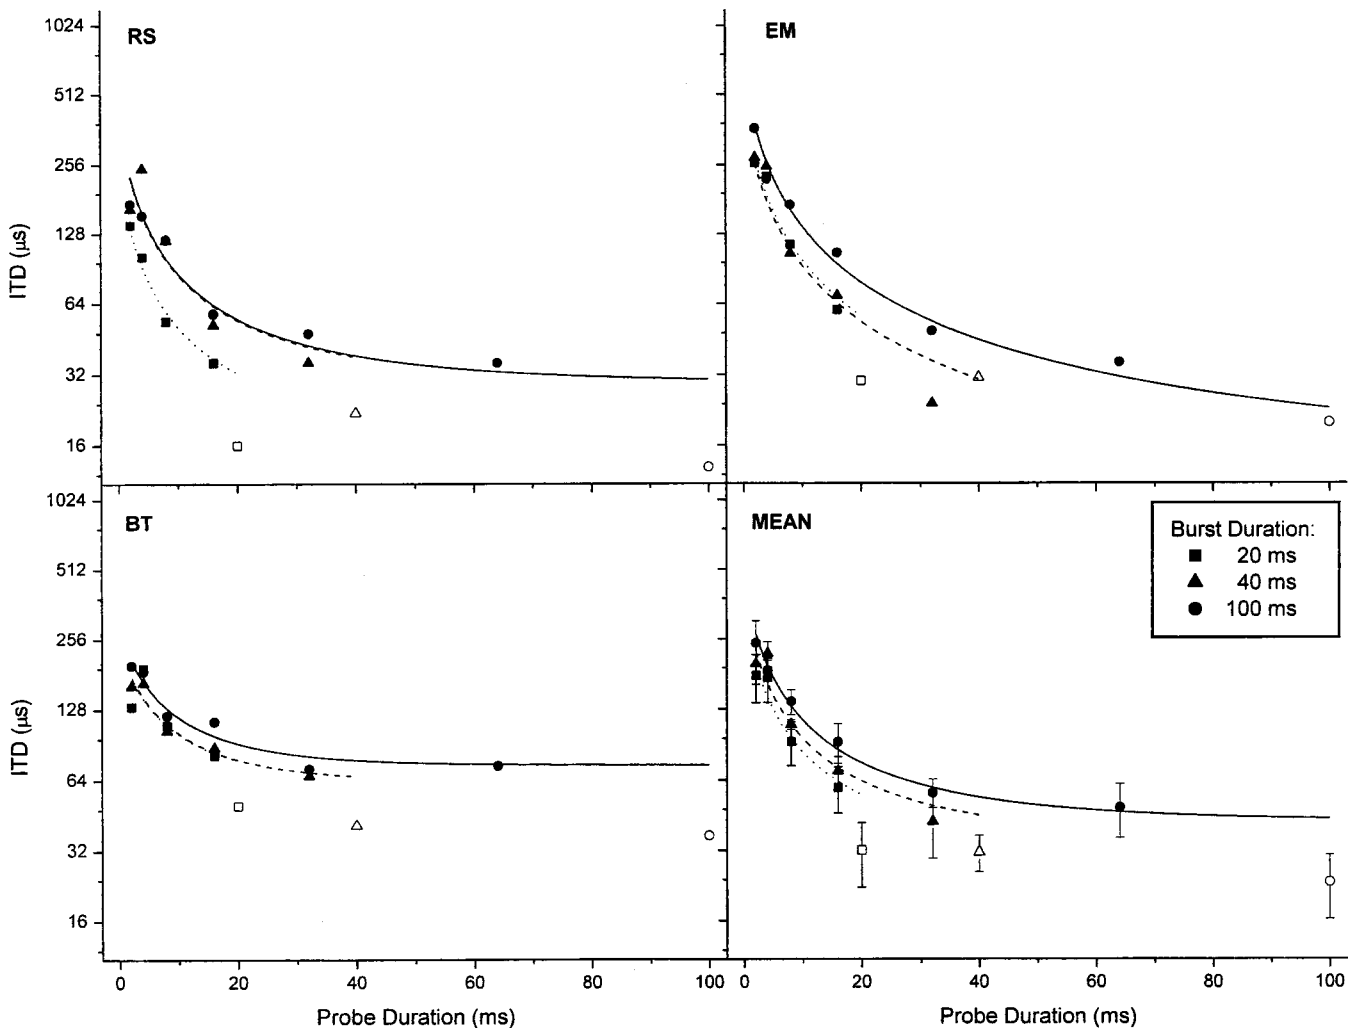 RS
EM
1024
512
256
128
64
32
16
ITD (μs)
BT
MEAN
1024
512
256
128
64
32
16
ITD (μs)
Burst Duration:
20 ms
40 ms
100 ms
0 20 40 60 80 100
0 20 40 60 80 100
Probe Duration (ms)
Probe Duration (ms)